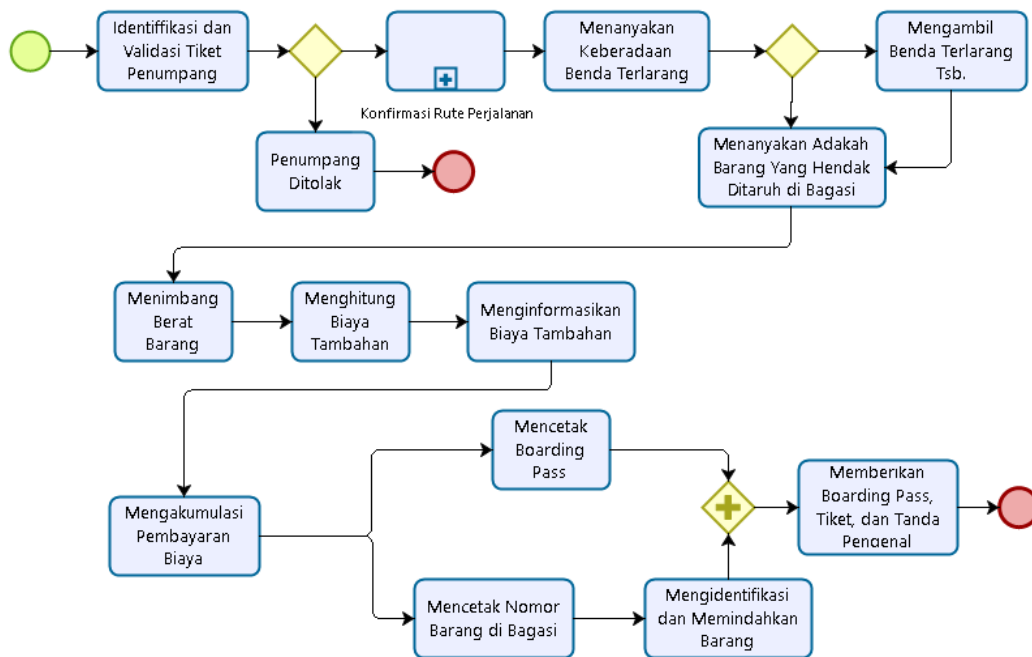 Identiffikasi dan
Validasi Tiket
Penumpang
Konfirmasi Rute Perjalanan
Menanyakan
Keberadaan
Benda Terlarang
Mengambil
Benda Terlarang
Tsb.
Penumpang
Ditolak
Menanyakan Adakah
Barang Yang Hendak
Ditaruh di Bagasi
Menimbang
Berat
Barang
Menghitung
Biaya
Tambahan
Menginformasikan
Biaya Tambahan
Mengakumulasi
Pembayaran
Biaya
Mencetak
Boarding
Pass
Mencetak Nomor
Barang di Bagasi
Mengidentifikasi
dan Memindahkan
Barang
Memberikan
Boarding Pass,
Tiket, dan Tanda
Pengenal